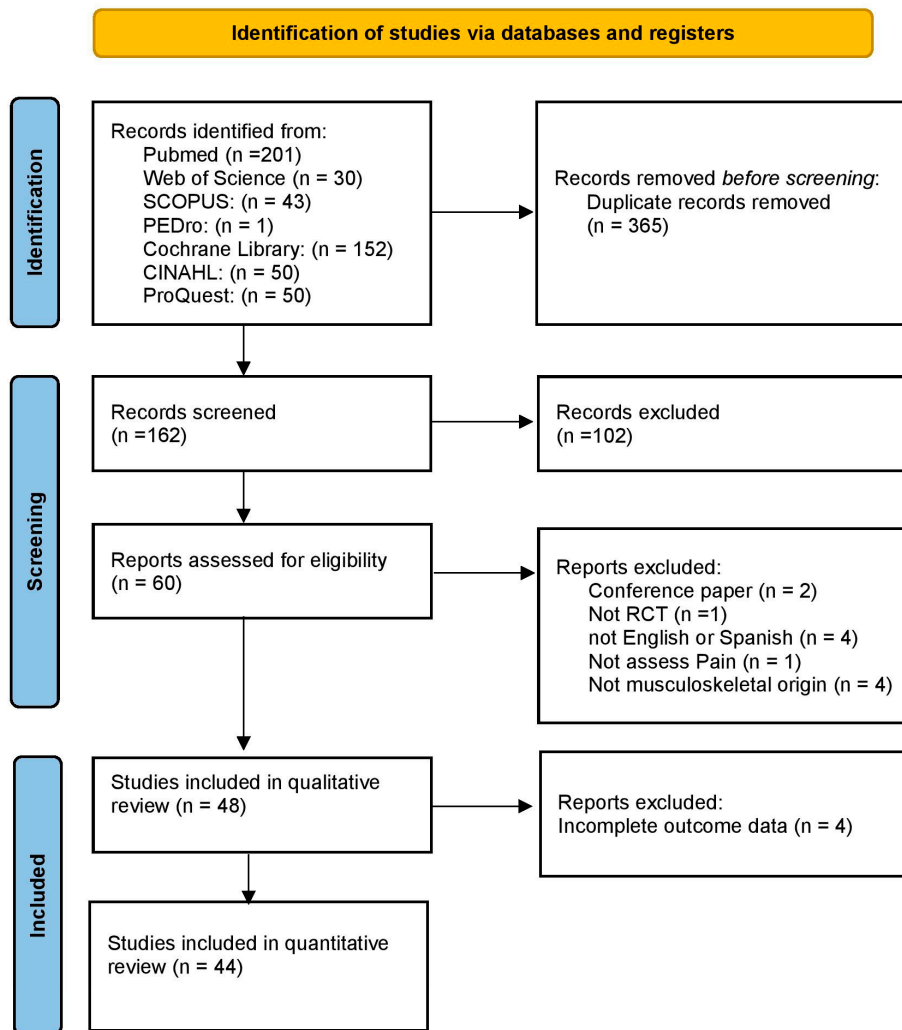 Identification of studies via databases and registers
Identification
Records identified from:
Pubmed (n =201)
Web of Science (n = 30)
SCOPUS: (n = 43)
PEDro: (n = 1)
Cochrane Library: (n = 152)
CINAHL: (n = 50)
ProQuest: (n = 50)
Records removed before screening:
Duplicate records removed
(n = 365)
Screening
Records screened
(n =162)
Records excluded
(n =102)
Reports assessed for eligibility
(n = 60)
Reports excluded:
Conference paper (n = 2)
Not RCT (n =1)
not English or Spanish (n = 4)
Not assess Pain (n = 1)
Not musculoskeletal origin (n = 4)
Included
Studies included in qualitative
review (n = 48)
Reports excluded:
Incomplete outcome data (n = 4)
Studies included in quantitative
review (n = 44)